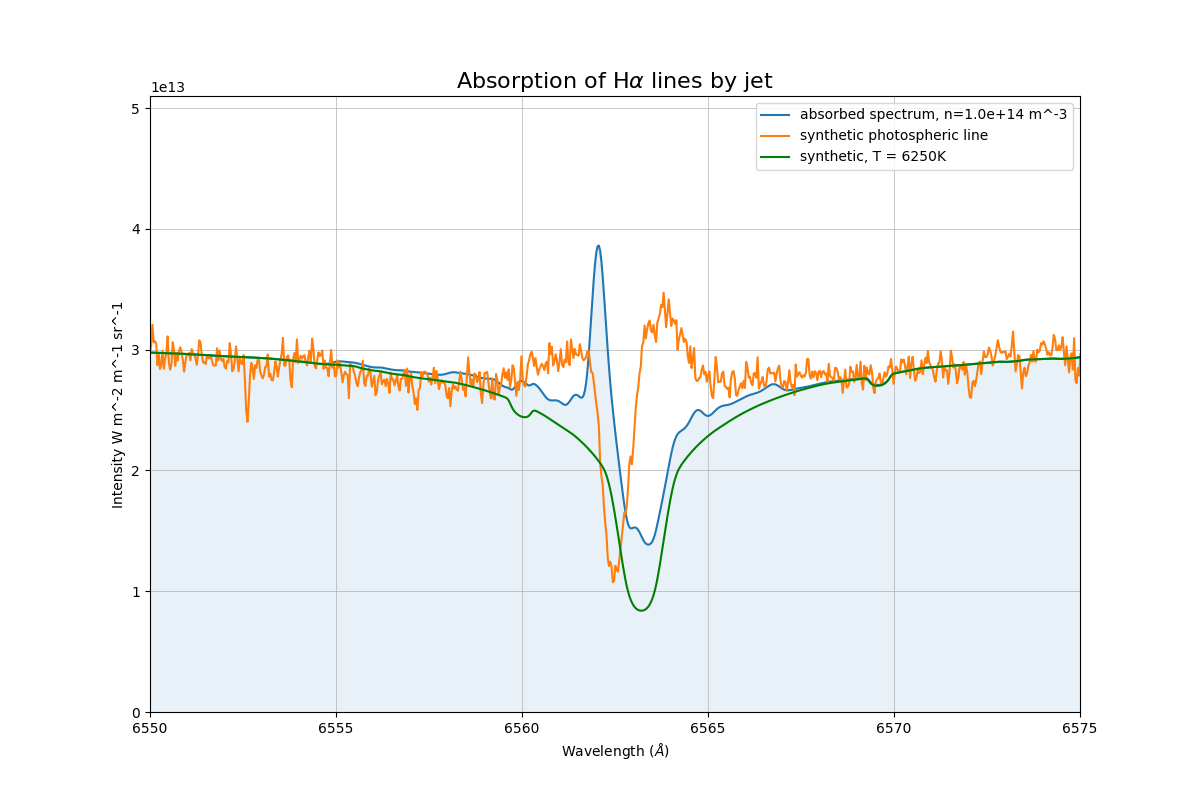 Absorption of Hα lines by jet
1e13
absorbed spectrum, n=1.0e+14 m^-3
synthetic photospheric line
synthetic, T = 6250K
5
4
3
2
1
0
Intensity W m^-2 m^-1 sr^-1
6550 6555 6560 6565 6570 6575
Wavelength (Å)